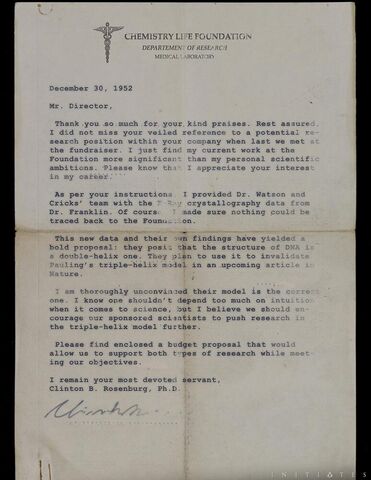 CHEMISTRY LIFE FOUNDATION
DEPARTEMENT OF RESEARCH
MEDICAL LABORATORY
December 30, 1952
Mr. Director,
Thank you so much for your kind praises. Rest assured,
I did not miss your veiled reference to a potential re-
search position within your company when last we met at
the fundraiser. I just find my current work at the
Foundation more significant than my personal scientific
ambitions. Please know that I appreciate your interest
in my career.
As per your instructions, I provided Dr. Watson and
Cricks' team with the X-Ray crystallography data from
Dr. Franklin. Of course I made sure nothing could be
traced back to the Foundation.
This new data and their own findings have yielded a
bold proposal: they posit that the structure of DNA is
a double-helix one. They plan to use it to invalidate
Pauling's triple-helix model in an upcoming article in
Nature.
I am thoroughly unconvinced their model is the correct
one. I know one shouldn't depend too much on intuition
when it comes to science, but I believe we should en-
courage our sponsored scientists to push research in
the triple-helix model further.
Please find enclosed a budget proposal that would
allow us to support both types of research while meet-
ing our objectives.
I remain your most devoted servant,
Clinton B. Rosenburg, Ph.D.
INITIATES